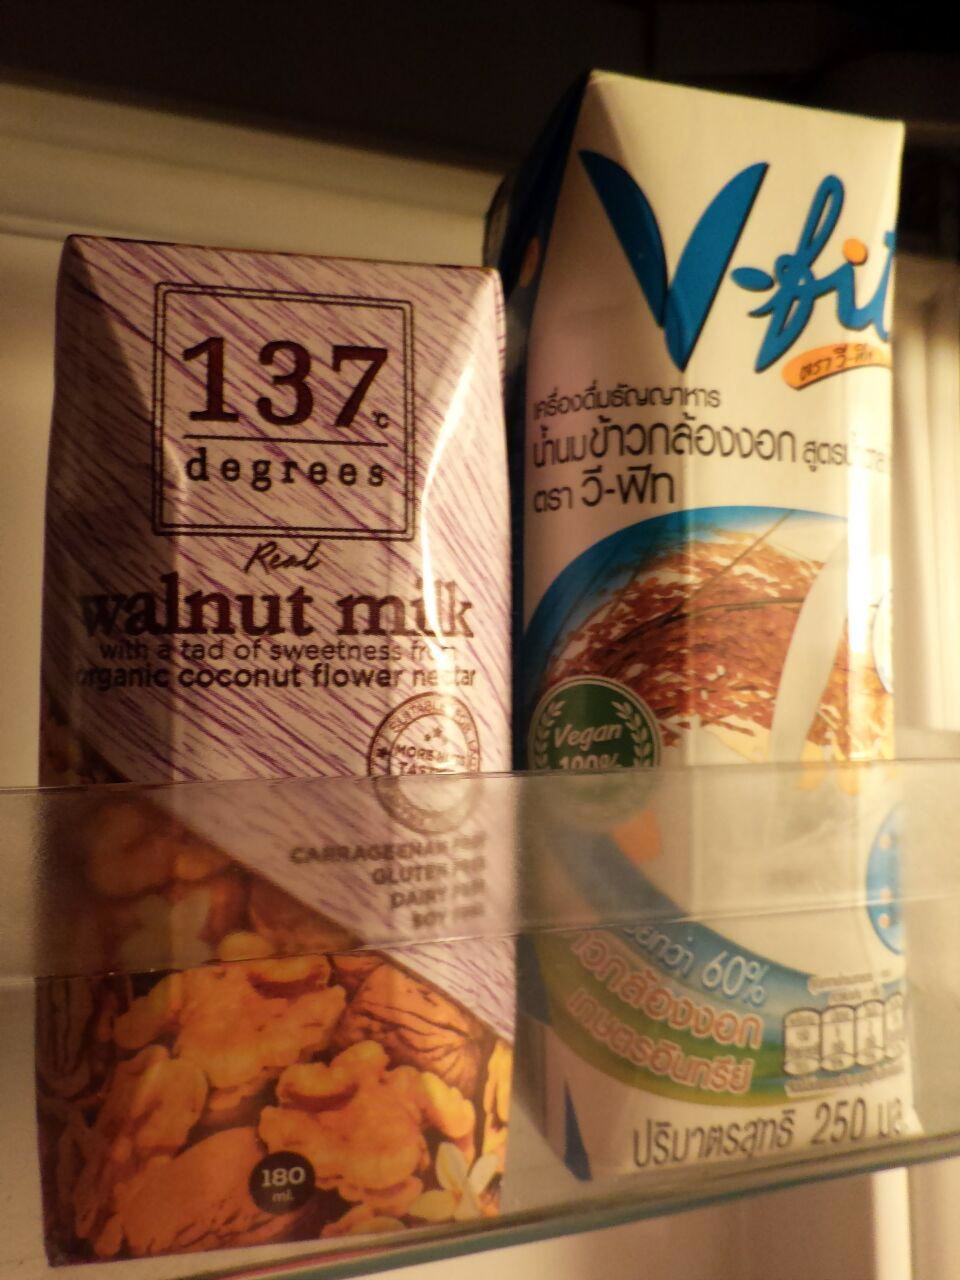 137°c
degrees
Real
walnut milk
with a tad of sweetness from
organic coconut flower nectar
MORE
CARRAGEENAN FREE
GLUTEN FREE
DAIRY FREE
SOY FREE
180
ml.
V-fit
ตรา วี-ฟิท
เครื่องดื่มธัญญาหาร
น้ำนมข้าวกล้องงอก
ตรา วี-ฟิท
Vegan
100%
60%
กล้องงอก
เกษตรอินทรีย์
ปริมาตรสุทธิ 250 มล.